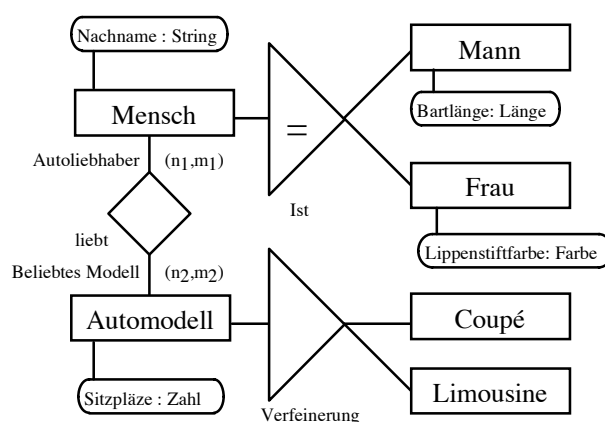 Nachname : String
Mann
Mensch
Bartlänge: Länge
=
Autoliebhaber
(n1,m1)
Frau
Ist
liebt
Lippenstiftfarbe: Farbe
Beliebtes Modell
(n2,m2)
Automodell
Coupé
Sitzpläze : Zahl
Limousine
Verfeinerung